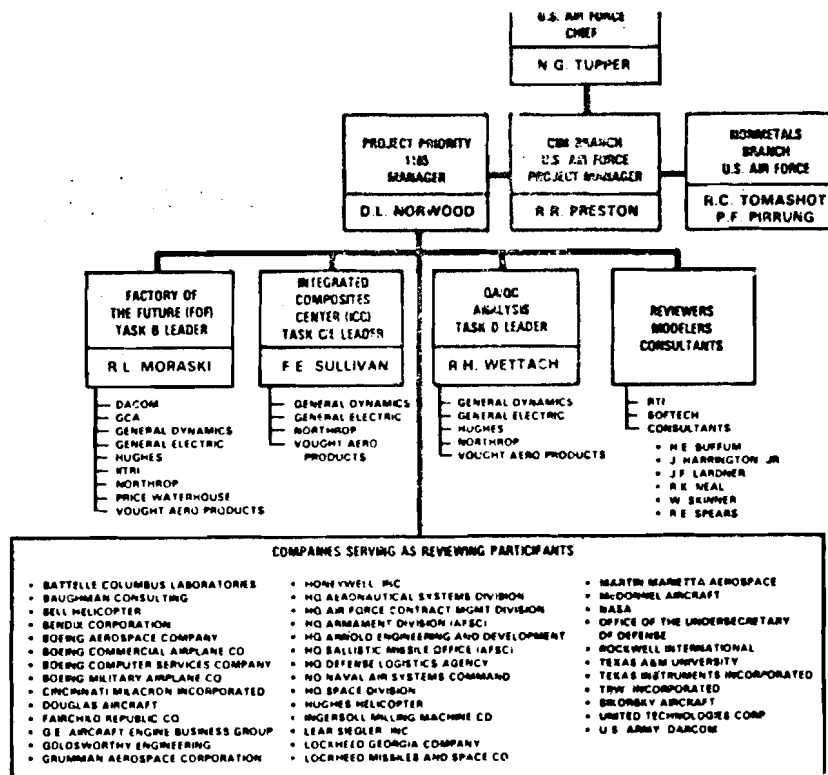 U.S. AIR FORCE
CHIEF
N.G. TUPPER
PROJECT PRIORITY
MANAGER
D.L. NORWOOD
BRANCH
U.S. AIR FORCE
PROJECT MANAGER
R.R. PRESTON
NONMETALS
BRANCH
U.S. AIR FORCE
R.C. TOMASHOT
P.F. PIRRUNG
FACTORY OF
THE FUTURE (FOF)
TASK B LEADER
R.L. MORASKI
DACOM
GCA
GENERAL DYNAMICS
GENERAL ELECTRIC
HUGHES
IITRI
NORTHROP
PRICE WATERHOUSE
VOUGHT AERO PRODUCTS
INTEGRATED
COMPOSITES
CENTER (ICC)
TASK C/E LEADER
F.E. SULLIVAN
GENERAL DYNAMICS
GENERAL ELECTRIC
NORTHROP
VOUGHT AERO
PRODUCTS
QA/QC
ANALYSIS
TASK D LEADER
R.H. WETTACH
GENERAL DYNAMICS
GENERAL ELECTRIC
HUGHES
NORTHROP
VOUGHT AERO PRODUCTS
REVIEWERS
MODELERS
CONSULTANTS
RTI
SOFTECH
CONSULTANTS
• H.E. BUFFUM
• J. HARRINGTON JR
• J.F. LARDNER
• R.K. NEAL
• W. SKINNER
• R.E. SPEARS
COMPANIES SERVING AS REVIEWING PARTICIPANTS
• BATTELLE COLUMBUS LABORATORIES
• BAUGHMAN CONSULTING
• BELL HELICOPTER
• BENDIX CORPORATION
• BOEING AEROSPACE COMPANY
• BOEING COMMERCIAL AIRPLANE CO
• BOEING COMPUTER SERVICES COMPANY
• BOEING MILITARY AIRPLANE CO
• CINCINNATI MILACRON INCORPORATED
• DOUGLAS AIRCRAFT
• FAIRCHILD REPUBLIC CO
• G.E. AIRCRAFT ENGINE BUSINESS GROUP
• GOLDSWORTHY ENGINEERING
• GRUMMAN AEROSPACE CORPORATION
• HONEYWELL INC
• HQ AERONAUTICAL SYSTEMS DIVISION
• HQ AIR FORCE CONTRACT MGMT DIVISION
• HQ ARMAMENT DIVISION (AFSC)
• HQ ARNOLD ENGINEERING AND DEVELOPMENT
• HQ BALLISTIC MISSILE OFFICE (AFSC)
• HQ DEFENSE LOGISTICS AGENCY
• HQ NAVAL AIR SYSTEMS COMMAND
• HQ SPACE DIVISION
• HUGHES HELICOPTER
• INGERSOLL MILLING MACHINE CO
• LEAR SIEGLER INC
• LOCKHEED GEORGIA COMPANY
• LOCKHEED MISSILES AND SPACE CO
• MARTIN MARIETTA AEROSPACE
• McDONNEL AIRCRAFT
• NASA
• OFFICE OF THE UNDERSECRETARY
OF DEFENSE
• ROCKWELL INTERNATIONAL
• TEXAS A&M UNIVERSITY
• TEXAS INSTRUMENTS INCORPORATED
• TRW INCORPORATED
• SIKORSKY AIRCRAFT
• UNITED TECHNOLOGIES CORP
• U.S. ARMY DARCOM